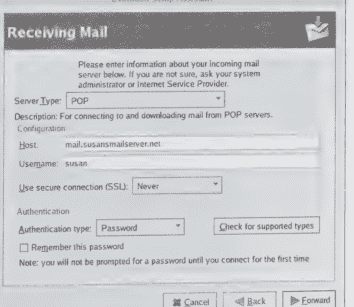 Receiving Mail
Please enter information about your incoming mail
server below. If you are not sure, ask your system
administrator or Internet Service Provider.
Server Type: POP
Description: For connecting to and downloading mail from POP servers.
Configuration
Host: mail.susansmailserver.net
Username: susan
Use secure connection (SSL): Never
Authentication
Authentication type: Password Check for supported types
Remember this password
Note: you will not be prompted for a password until you connect for the first time
Cancel Back Forward